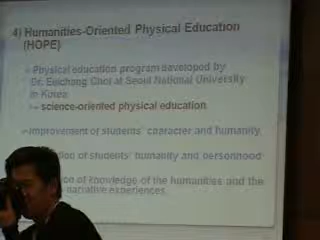 4) Humanities-Oriented Physical Education
(HOPE)
Physical education program developed by
Dr. Euichang Choi at Seoul National University
in Korea
↔ science-oriented physical education
Improvement of students' character and humanity
of students' humanity and personhood
of knowledge of the humanities and the
narrative experiences